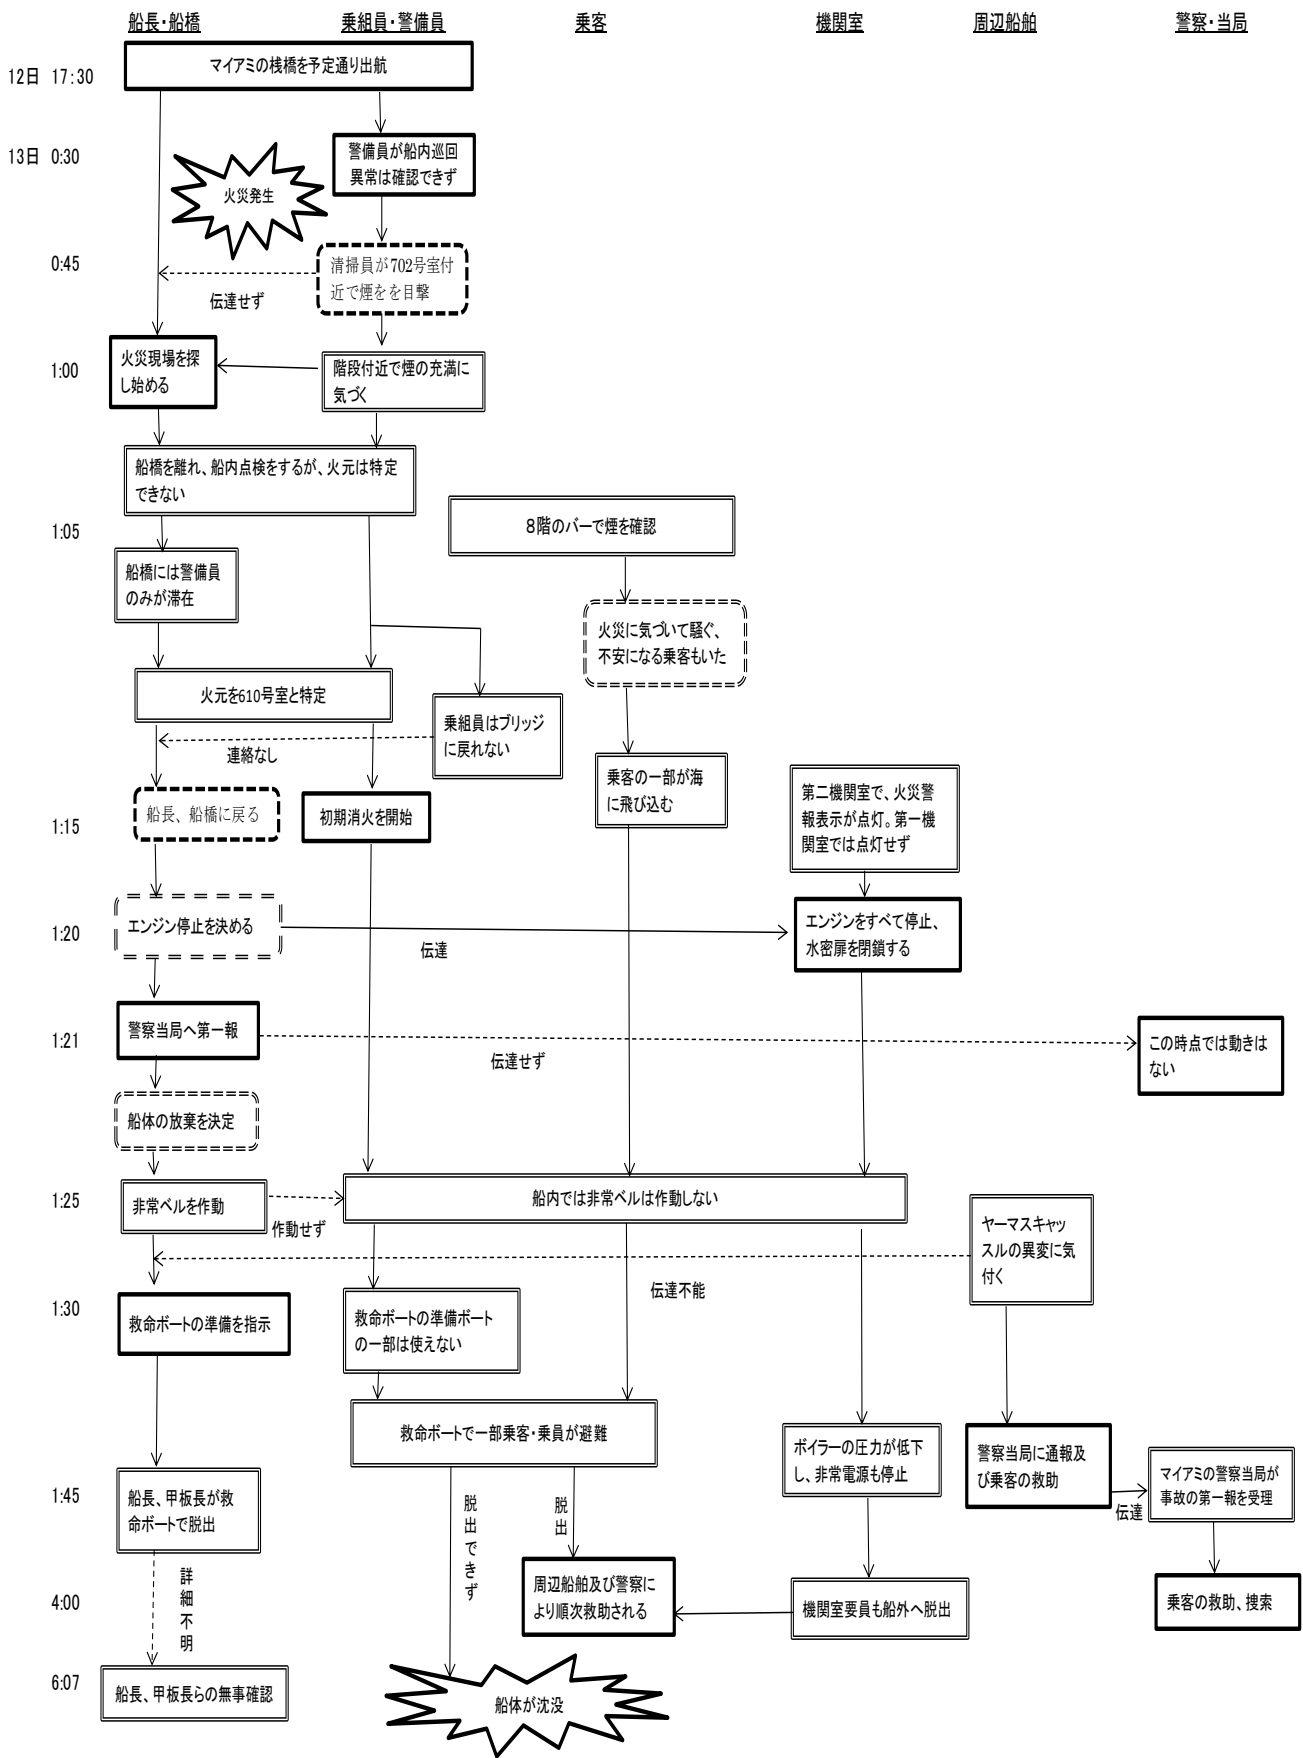 船長・船橋
乗組員・警備員
乗客
機関室
周辺船舶
警察・当局
12日 17:30
マイアミの桟橋を予定通り出航
13日 0:30
警備員が船内巡回
異常は確認できず
火災発生
0:45
清掃員が702号室付
近で煙をを目撃
伝達せず
1:00
火災現場を探
し始める
階段付近で煙の充満に
気づく
船橋を離れ、船内点検をするが、火元は特定
できない
1:05
8階のバーで煙を確認
船橋には警備員
のみが滞在
火災に気づいて騒ぐ、
不安になる乗客もいた
火元を610号室と特定
乗組員はブリッジ
に戻れない
連絡なし
乗客の一部が海
に飛び込む
第二機関室で、火災警
報表示が点灯。第一機
関室では点灯せず
1:15
船長、船橋に戻る
初期消火を開始
1:20
エンジン停止を決める
伝達
エンジンをすべて停止、
水密扉を閉鎖する
1:21
警察当局へ第一報
伝達せず
この時点では動きは
ない
船体の放棄を決定
1:25
非常ベルを作動
作動せず
船内では非常ベルは作動しない
ヤーマスキャッ
スルの異変に気
付く
伝達不能
1:30
救命ボートの準備を指示
救命ボートの準備ボート
の一部は使えない
救命ボートで一部乗客・乗員が避難
ボイラーの圧力が低下
し、非常電源も停止
警察当局に通報及
び乗客の救助
伝達
マイアミの警察当局が
事故の第一報を受理
1:45
船長、甲板長が救
命ボートで脱出
脱出できず
脱出
詳細不明
4:00
周辺船舶及び警察に
より順次救助される
機関室要員も船外へ脱出
乗客の救助、捜索
6:07
船長、甲板長らの無事確認
船体が沈没